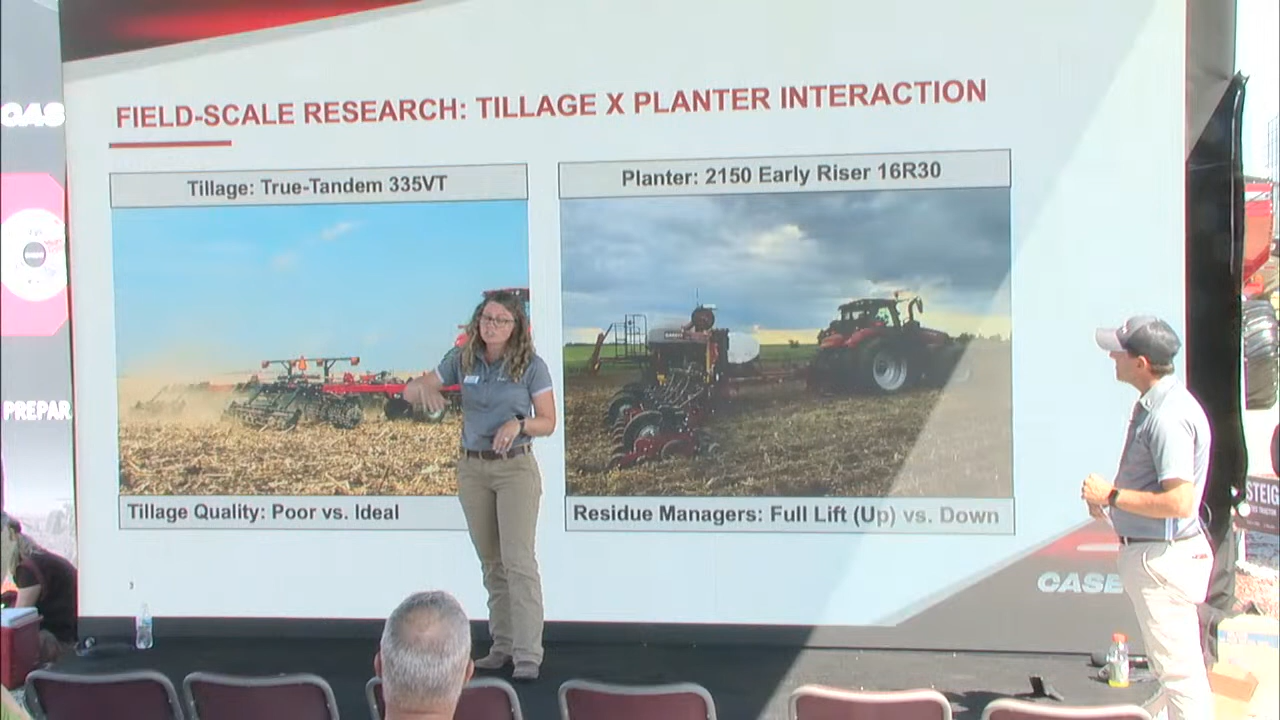 FIELD-SCALE RESEARCH: TILLAGE X PLANTER INTERACTION
Tillage: True-Tandem 335VT
Planter: 2150 Early Riser 16R30
Tillage Quality: Poor vs. Ideal
Residue Managers: Full Lift (Up) vs. Down
CASE
CAS
PREPAR
STEIG